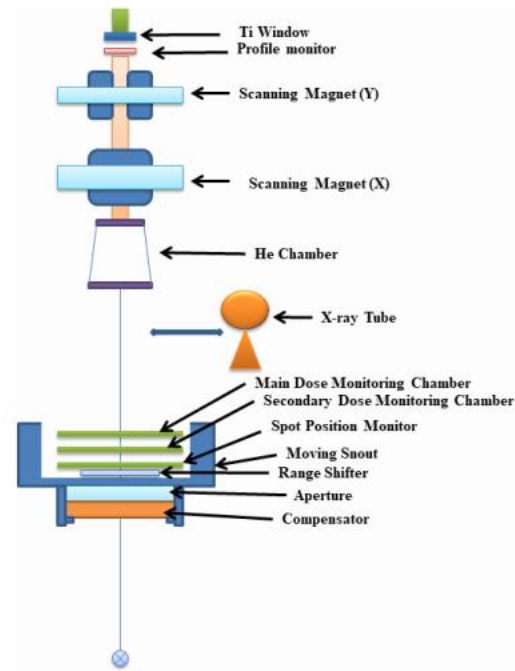 Ti Window
Profile monitor
Scanning Magnet (Y)
Scanning Magnet (X)
He Chamber
X-ray Tube
Main Dose Monitoring Chamber
Secondary Dose Monitoring Chamber
Spot Position Monitor
Moving Snout
Range Shifter
Aperture
Compensator